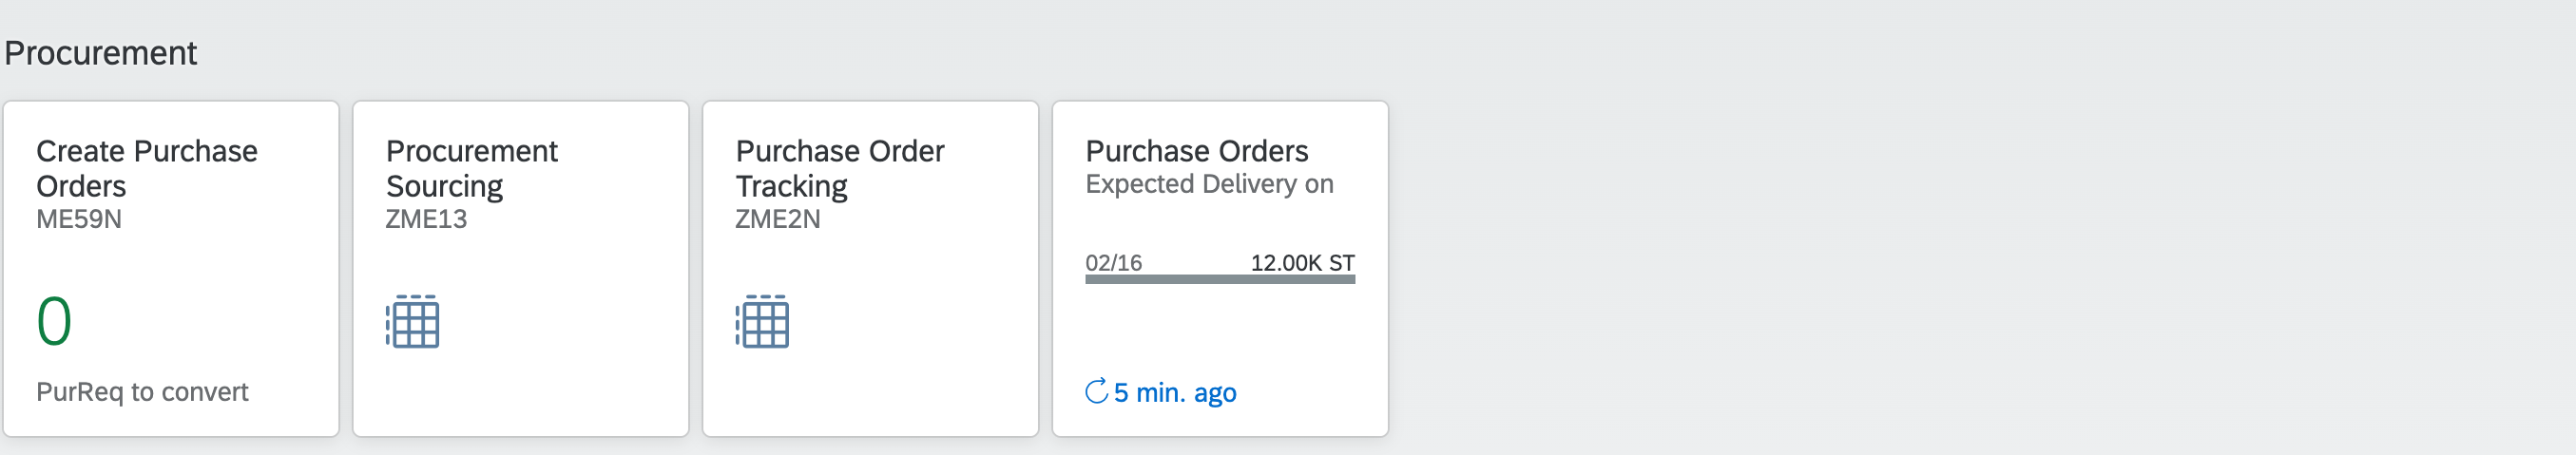 Procurement
Create Purchase
Orders
ME59N
0
PurReq to convert
Procurement
Sourcing
ZME13
Purchase Order
Tracking
ZME2N
Purchase Orders
Expected Delivery on
02/16 12.00K ST
5 min. ago